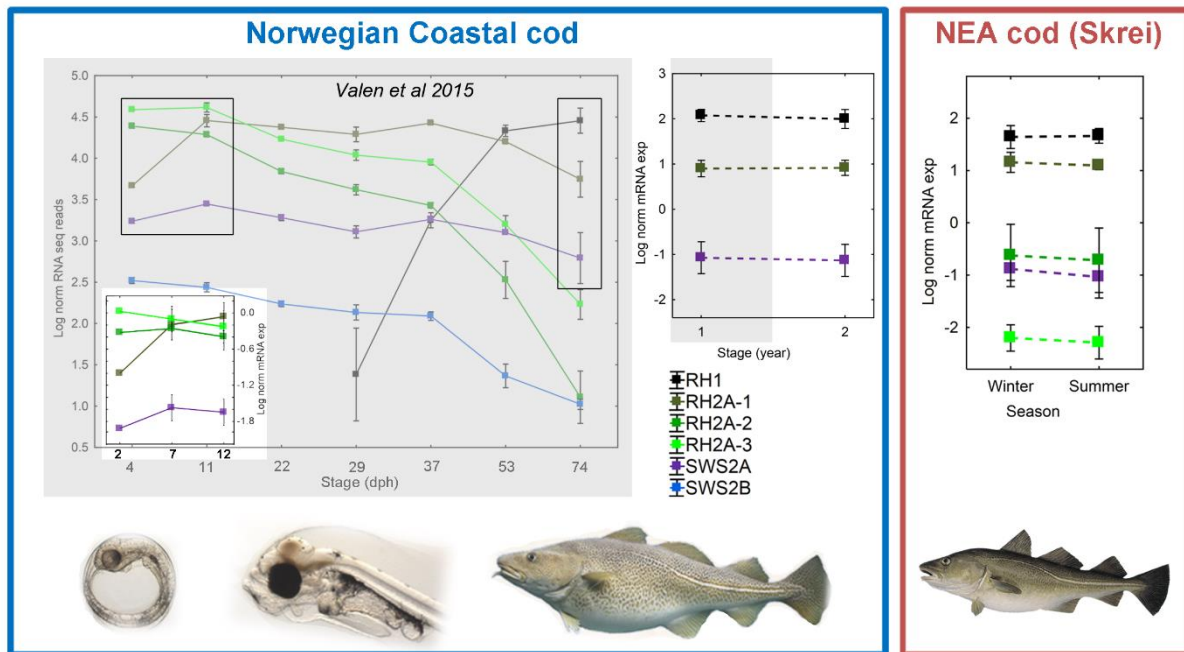 Norwegian Coastal cod
NEA cod (Skrei)
Valen et al 2015
Log norm RNA seq reads
5.0
4.5
4.0
3.5
3.0
2.5
2.0
1.5
1.0
0.5
4 11 22 29 37 53 74
Stage (dph)
0.0
-0.6
-1.2
-1.8
Log norm mRNA exp
2 7 12
Log norm mRNA exp
3
2
1
0
-1
-2
1 2
Stage (year)
RH1
RH2A-1
RH2A-2
RH2A-3
SWS2A
SWS2B
Log norm mRNA exp
2
1
0
-1
-2
Winter Summer
Season